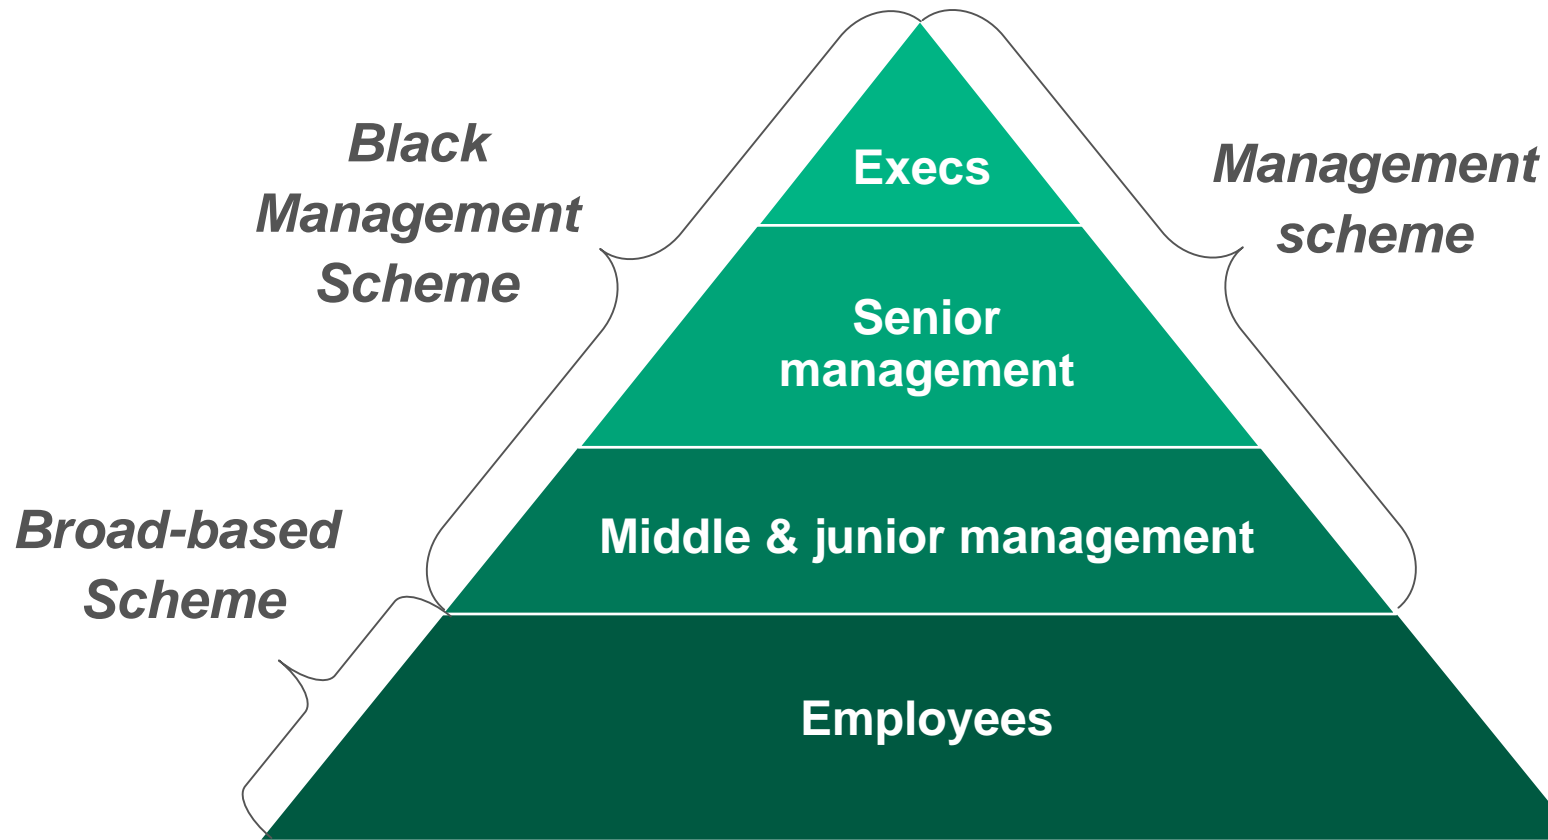 Black
Management
Scheme
Execs
Management
scheme
Senior
management
Broad-based
Scheme
Middle & junior management
Employees